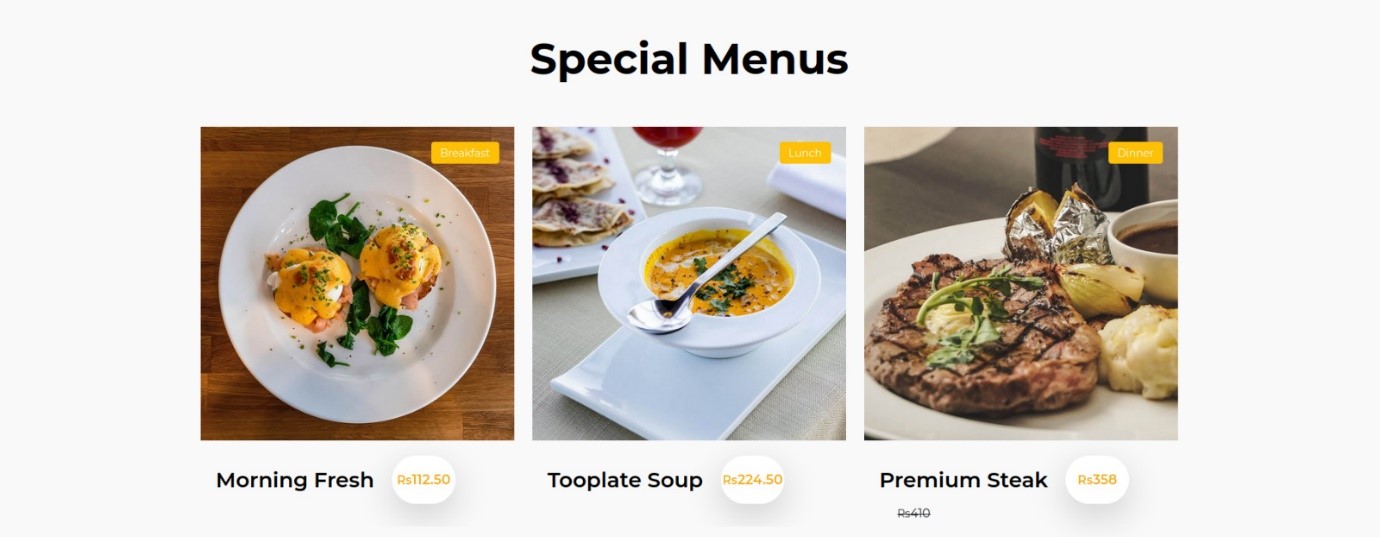 Special Menus
Breakfast
Lunch
Dinner
Morning Fresh Rs112.50
Tooplate Soup Rs224.50
Premium Steak Rs358
Rs410